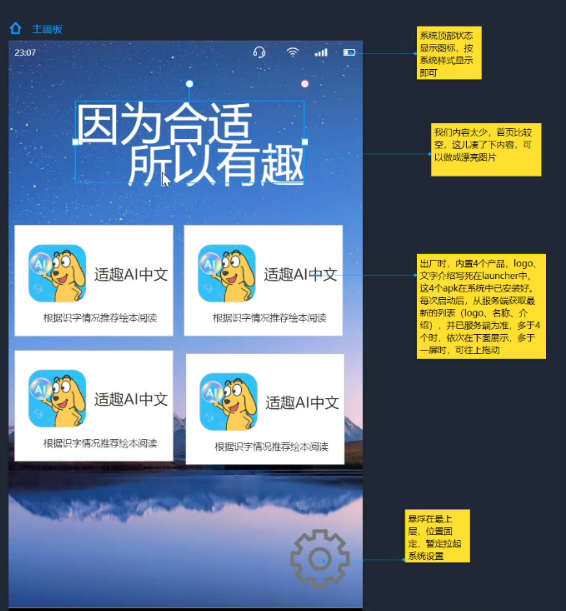 主画板
23:07
系统顶部状态
显示图标，按
系统样式显示
即可
因为合适
所以有趣
我们内容太少，首页比较
空，这儿凑了下内容，可
以做成漂亮图片
适趣AI中文
根据识字情况推荐绘本阅读
适趣AI中文
根据识字情况推荐绘本阅读
出厂时，内置4个产品，logo、
文字介绍写死在launcher中，
这4个apk在系统中已安装好。
每次启动后，从服务端获取最
新的列表（logo、名称、介
绍），并已服务端为准，多于4
个时，依次在下面展示，多于
一屏时，可往上拖动
适趣AI中文
根据识字情况推荐绘本阅读
适趣AI中文
根据识字情况推荐绘本阅读
悬浮在最上
层，位置固
定，暂定拉起
系统设置